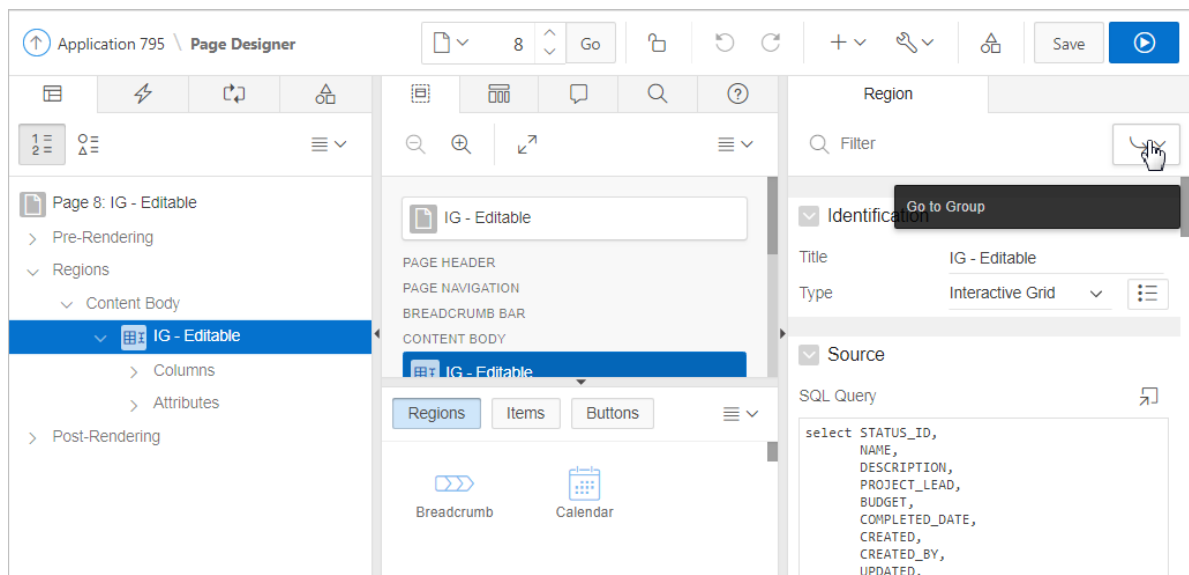 Application 795 \ Page Designer
8
Go
Save
Page 8: IG - Editable
Pre-Rendering
Regions
Content Body
IG - Editable
Columns
Attributes
Post-Rendering
IG - Editable
PAGE HEADER
PAGE NAVIGATION
BREADCRUMB BAR
CONTENT BODY
IG - Editable
Regions
Items
Buttons
Breadcrumb
Calendar
Region
Filter
Go to Group
Identification
Title
IG - Editable
Type
Interactive Grid
Source
SQL Query
select STATUS_ID,
NAME,
DESCRIPTION,
PROJECT_LEAD,
BUDGET,
COMPLETED_DATE,
CREATED,
CREATED_BY,
UPDATED,